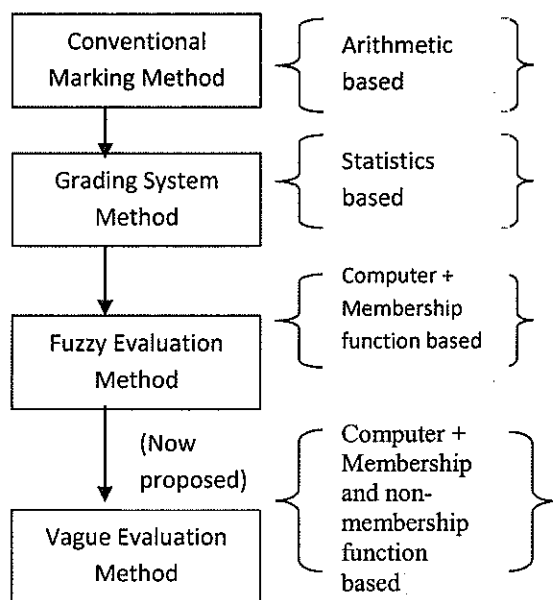 Conventional
Marking Method
Arithmetic
based
Grading System
Method
Statistics
based
Fuzzy Evaluation
Method
Computer +
Membership
function based
(Now
proposed)
Vague Evaluation
Method
Computer +
Membership
and non-
membership
function
based